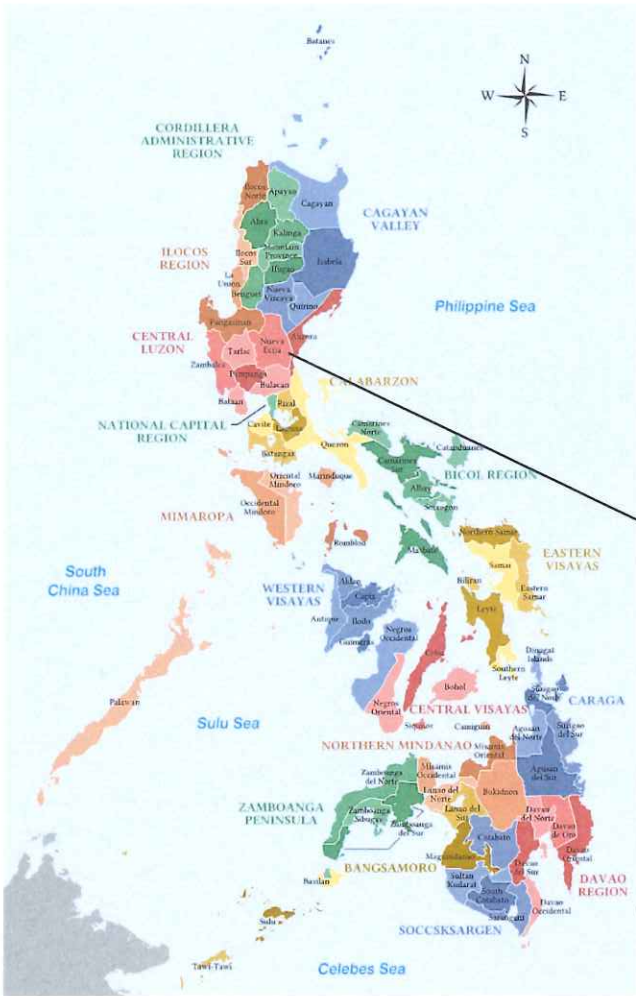 Batanes
N
W E
S
CORDILLERA
ADMINISTRATIVE
REGION
Ilocos
Norte
Apayao
Cagayan
CAGAYAN
VALLEY
Abra
Kalinga
ILOCOS
REGION
Ilocos
Sur
Mountain
Province
Isabela
Ifugao
La
Union
Benguet
Nueva
Vizcaya
Quirino
Philippine Sea
Pangasinan
Aurora
CENTRAL
LUZON
Nueva
Ecija
Tarlac
Zambales
Pampanga
Bulacan
CALABARZON
Bataan
Rizal
NATIONAL CAPITAL
REGION
Cavite
Laguna
Camarines
Norte
Catanduanes
Quezon
Batangas
Camarines
Sur
BICOL REGION
Oriental
Mindoro
Marinduque
Albay
Occidental
Mindoro
Sorsogon
MIMAROPA
Romblon
Masbate
Northern Samar
EASTERN
VISAYAS
South
China Sea
WESTERN
VISAYAS
Aklan
Samar
Capiz
Biliran
Eastern
Samar
Antique
Iloilo
Leyte
Guimaras
Negros
Occidental
Cebu
Southern
Leyte
Dinagat
Islands
Bohol
Surigao
del Norte
CARAGA
Palawan
Negros
Oriental
CENTRAL VISAYAS
Sulu Sea
Siquijor
Camiguin
Agusan
del Norte
Surigao
del Sur
NORTHERN MINDANAO
Misamis
Oriental
Zamboanga
del Norte
Misamis
Occidental
Agusan
del Sur
ZAMBOANGA
PENINSULA
Lanao del
Norte
Bukidnon
Zamboanga
Sibugay
Lanao del
Sur
Davao
del Norte
Zamboanga
del Sur
Davao
de Oro
Cotabato
BANGSAMORO
Maguindanao
Davao
del Sur
Davao
Oriental
Basilan
Sultan
Kudarat
DAVAO
REGION
South
Cotabato
Davao
Occidental
Sulu
Sarangani
SOCCSKSARGEN
Tawi-Tawi
Celebes Sea